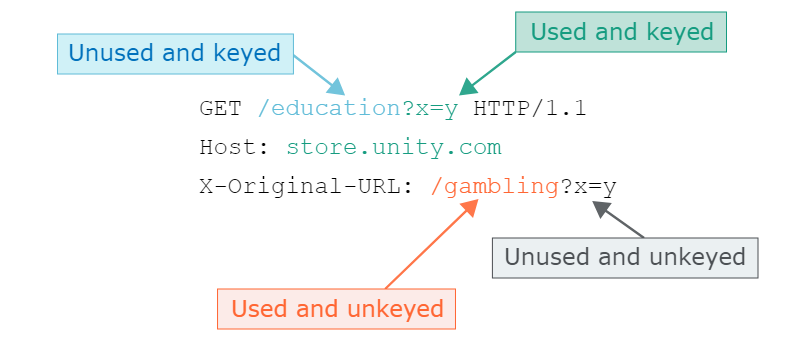 Used and keyed
Unused and keyed
GET /education?x=y HTTP/1.1
Host: store.unity.com
X-Original-URL: /gambling?x=y
Unused and unkeyed
Used and unkeyed